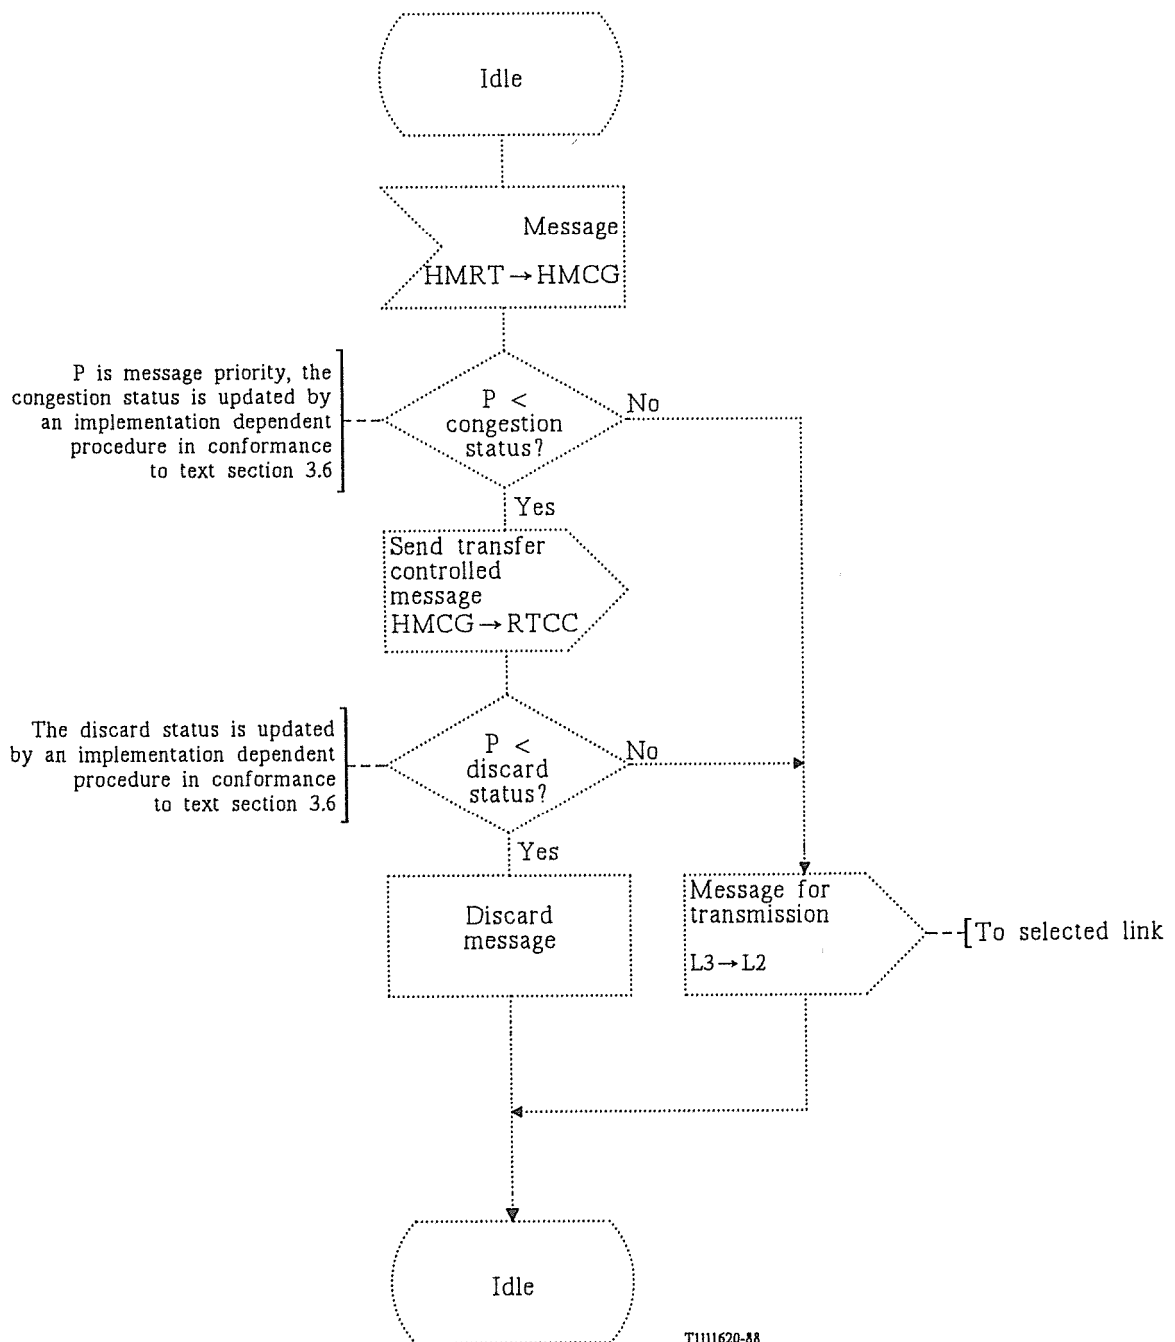 Idle
Message
HMRT→HMCG
P is message priority, the
congestion status is updated by
an implementation dependent
procedure in conformance
to text section 3.6
P <
congestion
status?
No
Yes
Send transfer
controlled
message
HMCG→RTCC
The discard status is updated
by an implementation dependent
procedure in conformance
to text section 3.6
P <
discard
status?
No
Yes
Discard
message
Message for
transmission
L3→L2
To selected link
Idle
T1111620-88